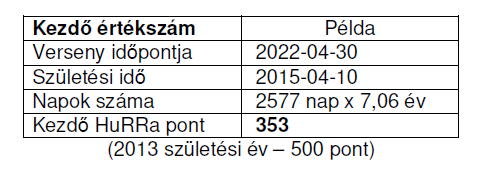 Kezdő értékszám Példa
Verseny időpontja 2022-04-30
Születési idő 2015-04-10
Napok száma 2577 nap x 7,06 év
Kezdő HuRRa pont 353
(2013 születési év – 500 pont)